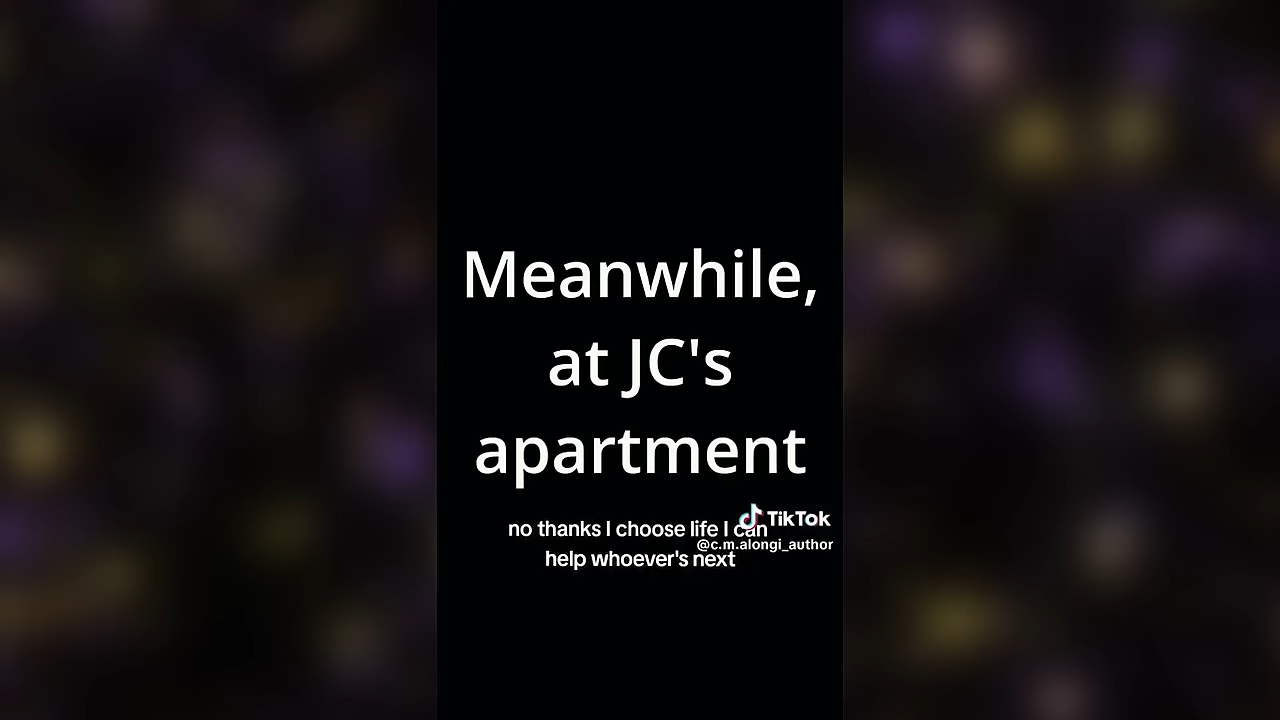 Meanwhile,
at JC's
apartment
TikTok
no thanks I choose life I can
@c.m.alongi_author
help whoever's next